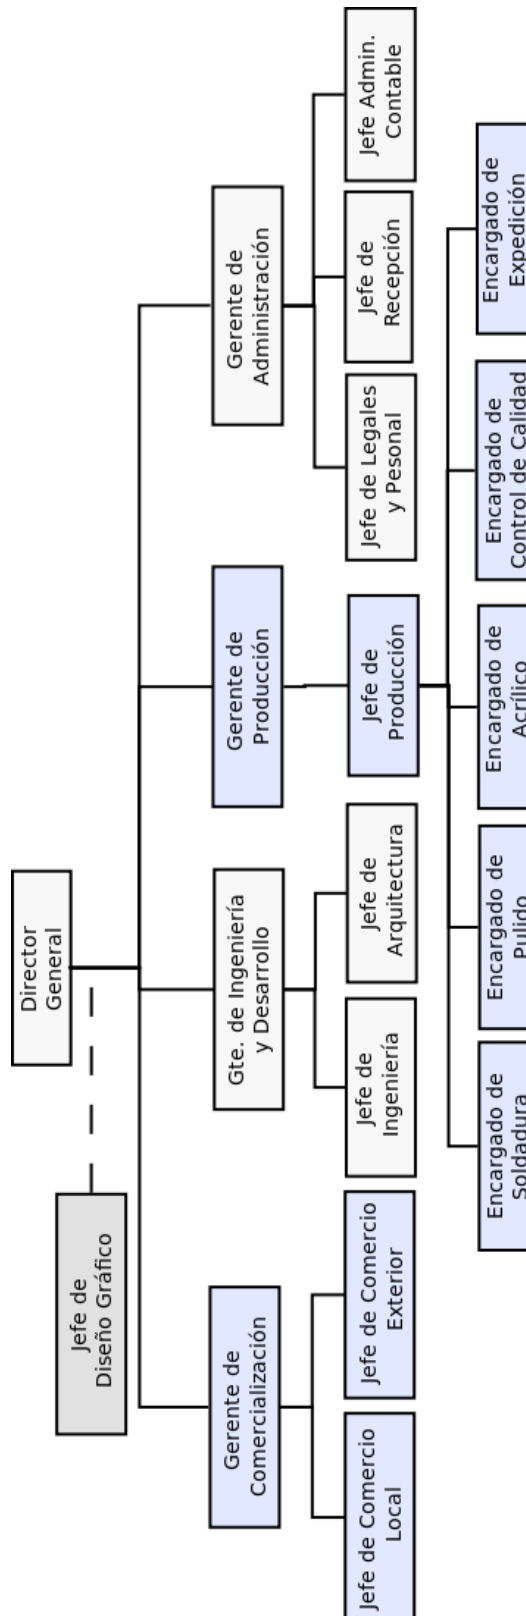 Director
General
Jefe de
Diseño Gráfico
Gerente de
Comercialización
Gte. de Ingeniería
y Desarrollo
Gerente de
Producción
Gerente de
Administración
Jefe de Comercio
Local
Jefe de Comercio
Exterior
Jefe de
Ingeniería
Jefe de
Arquitectura
Jefe de
Producción
Jefe de Legales
y Pesonal
Jefe de
Recepción
Jefe Admin.
Contable
Encargado de
Soldadura
Encargado de
Pulido
Encargado de
Acrílico
Encargado de
Control de Calidad
Encargado de
Expedición